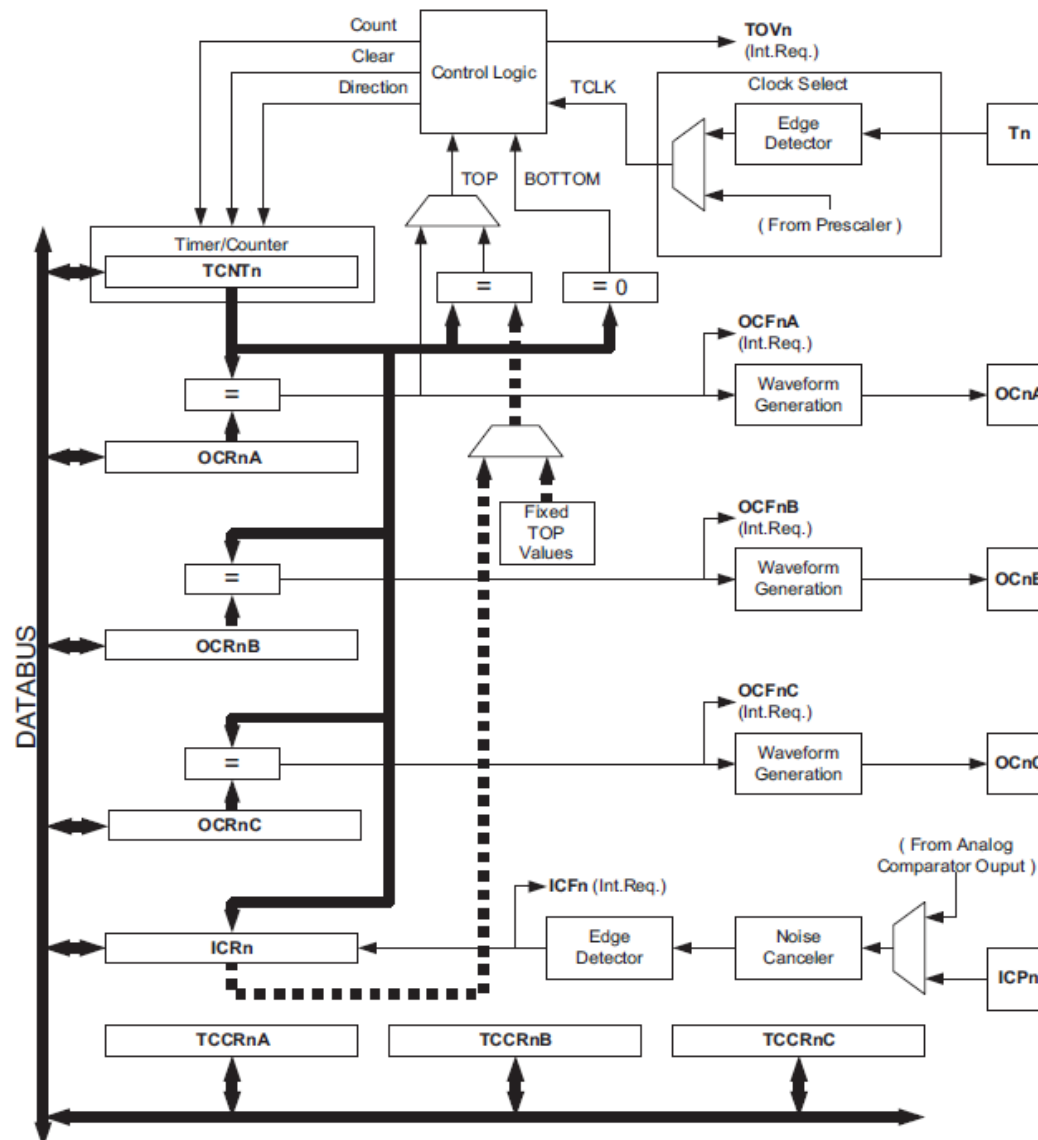 Count
TOVn
(Int.Req.)
Clear
Control Logic
Clock Select
Direction
TCLK
Edge
Detector
Tn
TOP
BOTTOM
( From Prescaler )
Timer/Counter
TCNTn
=
= 0
OCFnA
(Int.Req.)
=
Waveform
Generation
OCnA
OCRnA
Fixed
TOP
Values
OCFnB
(Int.Req.)
=
Waveform
Generation
OCnB
OCRnB
DATABUS
OCFnC
(Int.Req.)
=
Waveform
Generation
OCnC
OCRnC
( From Analog
Comparator Ouput )
ICFn (Int.Req.)
ICRn
Edge
Detector
Noise
Canceler
ICPn
TCCRnA
TCCRnB
TCCRnC